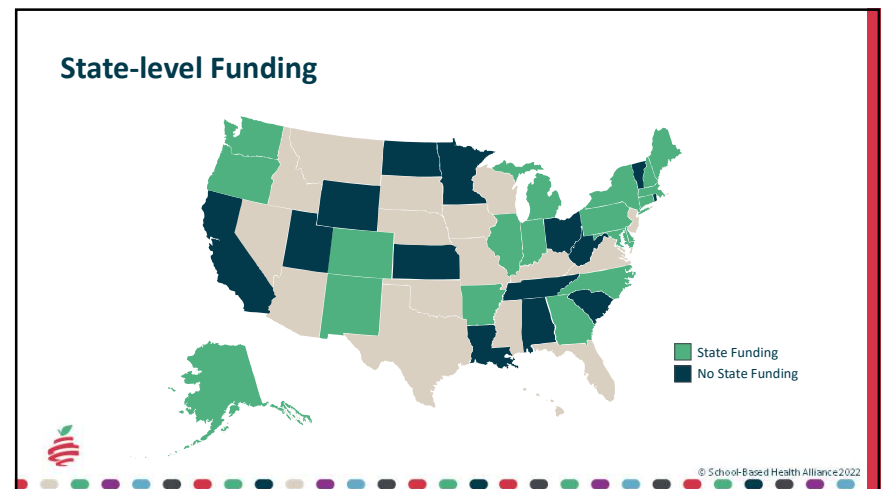 State-level Funding
State Funding
No State Funding
© School-Based Health Alliance 2022